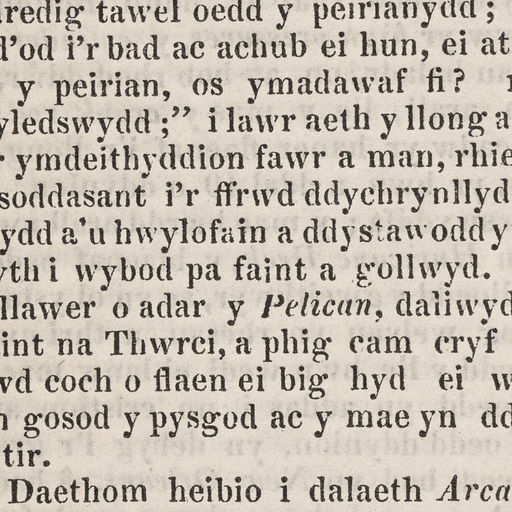 redig tawel oedd y peirianydd;
d'od i'r bad ac achub ei hun, ei at
y peirian, os ymadawaf fi?
yledswydd;” i lawr aeth y llong a
ymdeithyddion fawr a man, rhie
soddasant i'r ffrwd ddychrynllyd
ydd a'u hwylofain a ddystawodd y
yth i wybod pa faint a gollwyd.
llawer o adar y Pelican, daliwyd
int na Thwrci, a phig cam cryf
wd coch o flaen ei big hyd ei w
gosod y pysgod ac y mae yn dd
tir.
Daethom heibio i dalaeth Arca